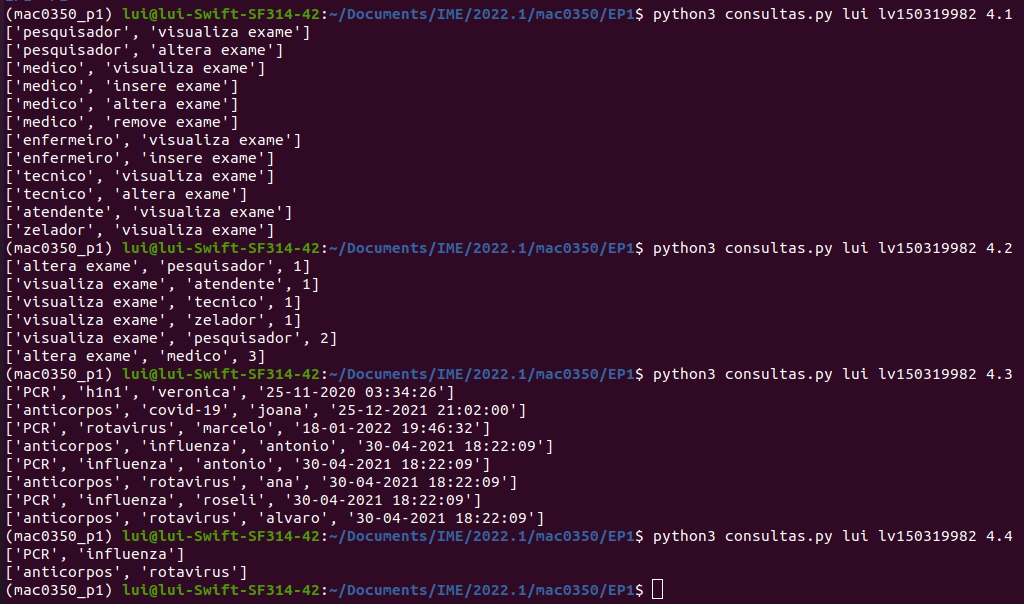 (mac0350_p1) lui@lui-Swift-SF314-42:~/Documents/IME/2022.1/mac0350/EP1$ python3 consultas.py lui lv150319982 4.1
['pesquisador', 'visualiza exame']
['pesquisador', 'altera exame']
['medico', 'visualiza exame']
['medico', 'insere exame']
['medico', 'altera exame']
['medico', 'remove exame']
['enfermeiro', 'visualiza exame']
['enfermeiro', 'insere exame']
['tecnico', 'visualiza exame']
['tecnico', 'altera exame']
['atendente', 'visualiza exame']
['zelador', 'visualiza exame']
(mac0350_p1) lui@lui-Swift-SF314-42:~/Documents/IME/2022.1/mac0350/EP1$ python3 consultas.py lui lv150319982 4.2
['altera exame', 'pesquisador', 1]
['visualiza exame', 'atendente', 1]
['visualiza exame', 'tecnico', 1]
['visualiza exame', 'zelador', 1]
['visualiza exame', 'pesquisador', 2]
['altera exame', 'medico', 3]
(mac0350_p1) lui@lui-Swift-SF314-42:~/Documents/IME/2022.1/mac0350/EP1$ python3 consultas.py lui lv150319982 4.3
['PCR', 'h1n1', 'veronica', '25-11-2020 03:34:26']
['anticorpos', 'covid-19', 'joana', '25-12-2021 21:02:00']
['PCR', 'rotavirus', 'marcelo', '18-01-2022 19:46:32']
['anticorpos', 'influenza', 'antonio', '30-04-2021 18:22:09']
['PCR', 'influenza', 'antonio', '30-04-2021 18:22:09']
['anticorpos', 'rotavirus', 'ana', '30-04-2021 18:22:09']
['PCR', 'influenza', 'roseli', '30-04-2021 18:22:09']
['anticorpos', 'rotavirus', 'alvaro', '30-04-2021 18:22:09']
(mac0350_p1) lui@lui-Swift-SF314-42:~/Documents/IME/2022.1/mac0350/EP1$ python3 consultas.py lui lv150319982 4.4
['PCR', 'influenza']
['anticorpos', 'rotavirus']
(mac0350_p1) lui@lui-Swift-SF314-42:~/Documents/IME/2022.1/mac0350/EP1$